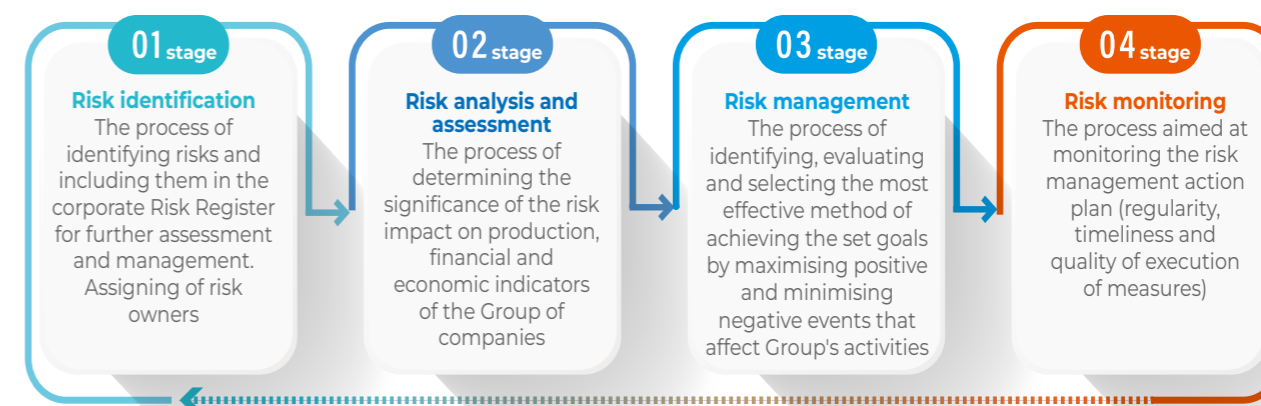 01 stage
Risk identification
The process of
identifying risks and
including them in the
corporate Risk Register
for further assessment
and management.
Assigning of risk
owners
02 stage
Risk analysis and
assessment
The process of
determining the
significance of the risk
impact on production,
financial and
economic indicators
of the Group of
companies
03 stage
Risk management
The process of
identifying, evaluating
and selecting the most
effective method of
achieving the set goals
by maximising positive
and minimising
negative events that
affect Group's activities
04 stage
Risk monitoring
The process aimed at
monitoring the risk
management action
plan (regularity,
timeliness and
quality of execution
of measures)